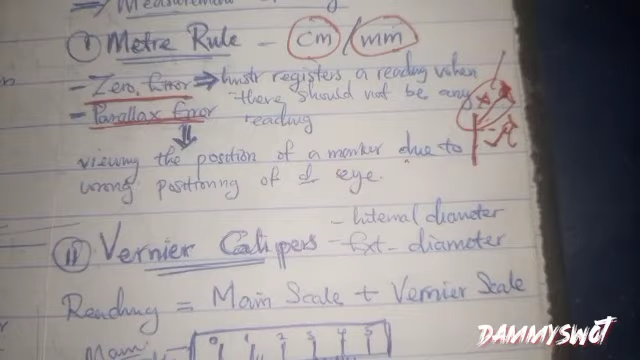 => Measurement of
(i) Metre Rule - cm / mm
- Zero Error => Instr registers a reading when
there should not be any
- Parallax Error reading
viewing the position of a marker due to
wrong positioning of d eye.
(ii) Vernier Calipers - Internal diameter
- Ext - diameter
Reading = Main Scale + Vernier Scale
Main
0 1 2 3 4 5
DAMMYSWOT